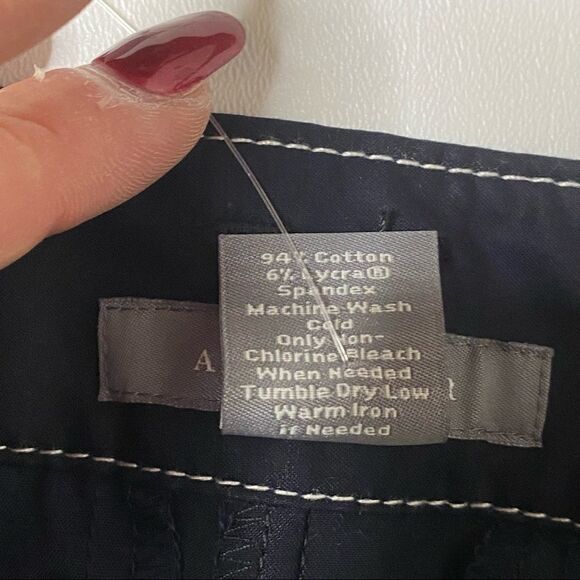 94% Cotton
6% Lycra®
Spandex
Machine Wash
Cold
Only Non-
Chlorine Bleach
When Needed
Tumble Dry Low
Warm Iron
if Needed
A